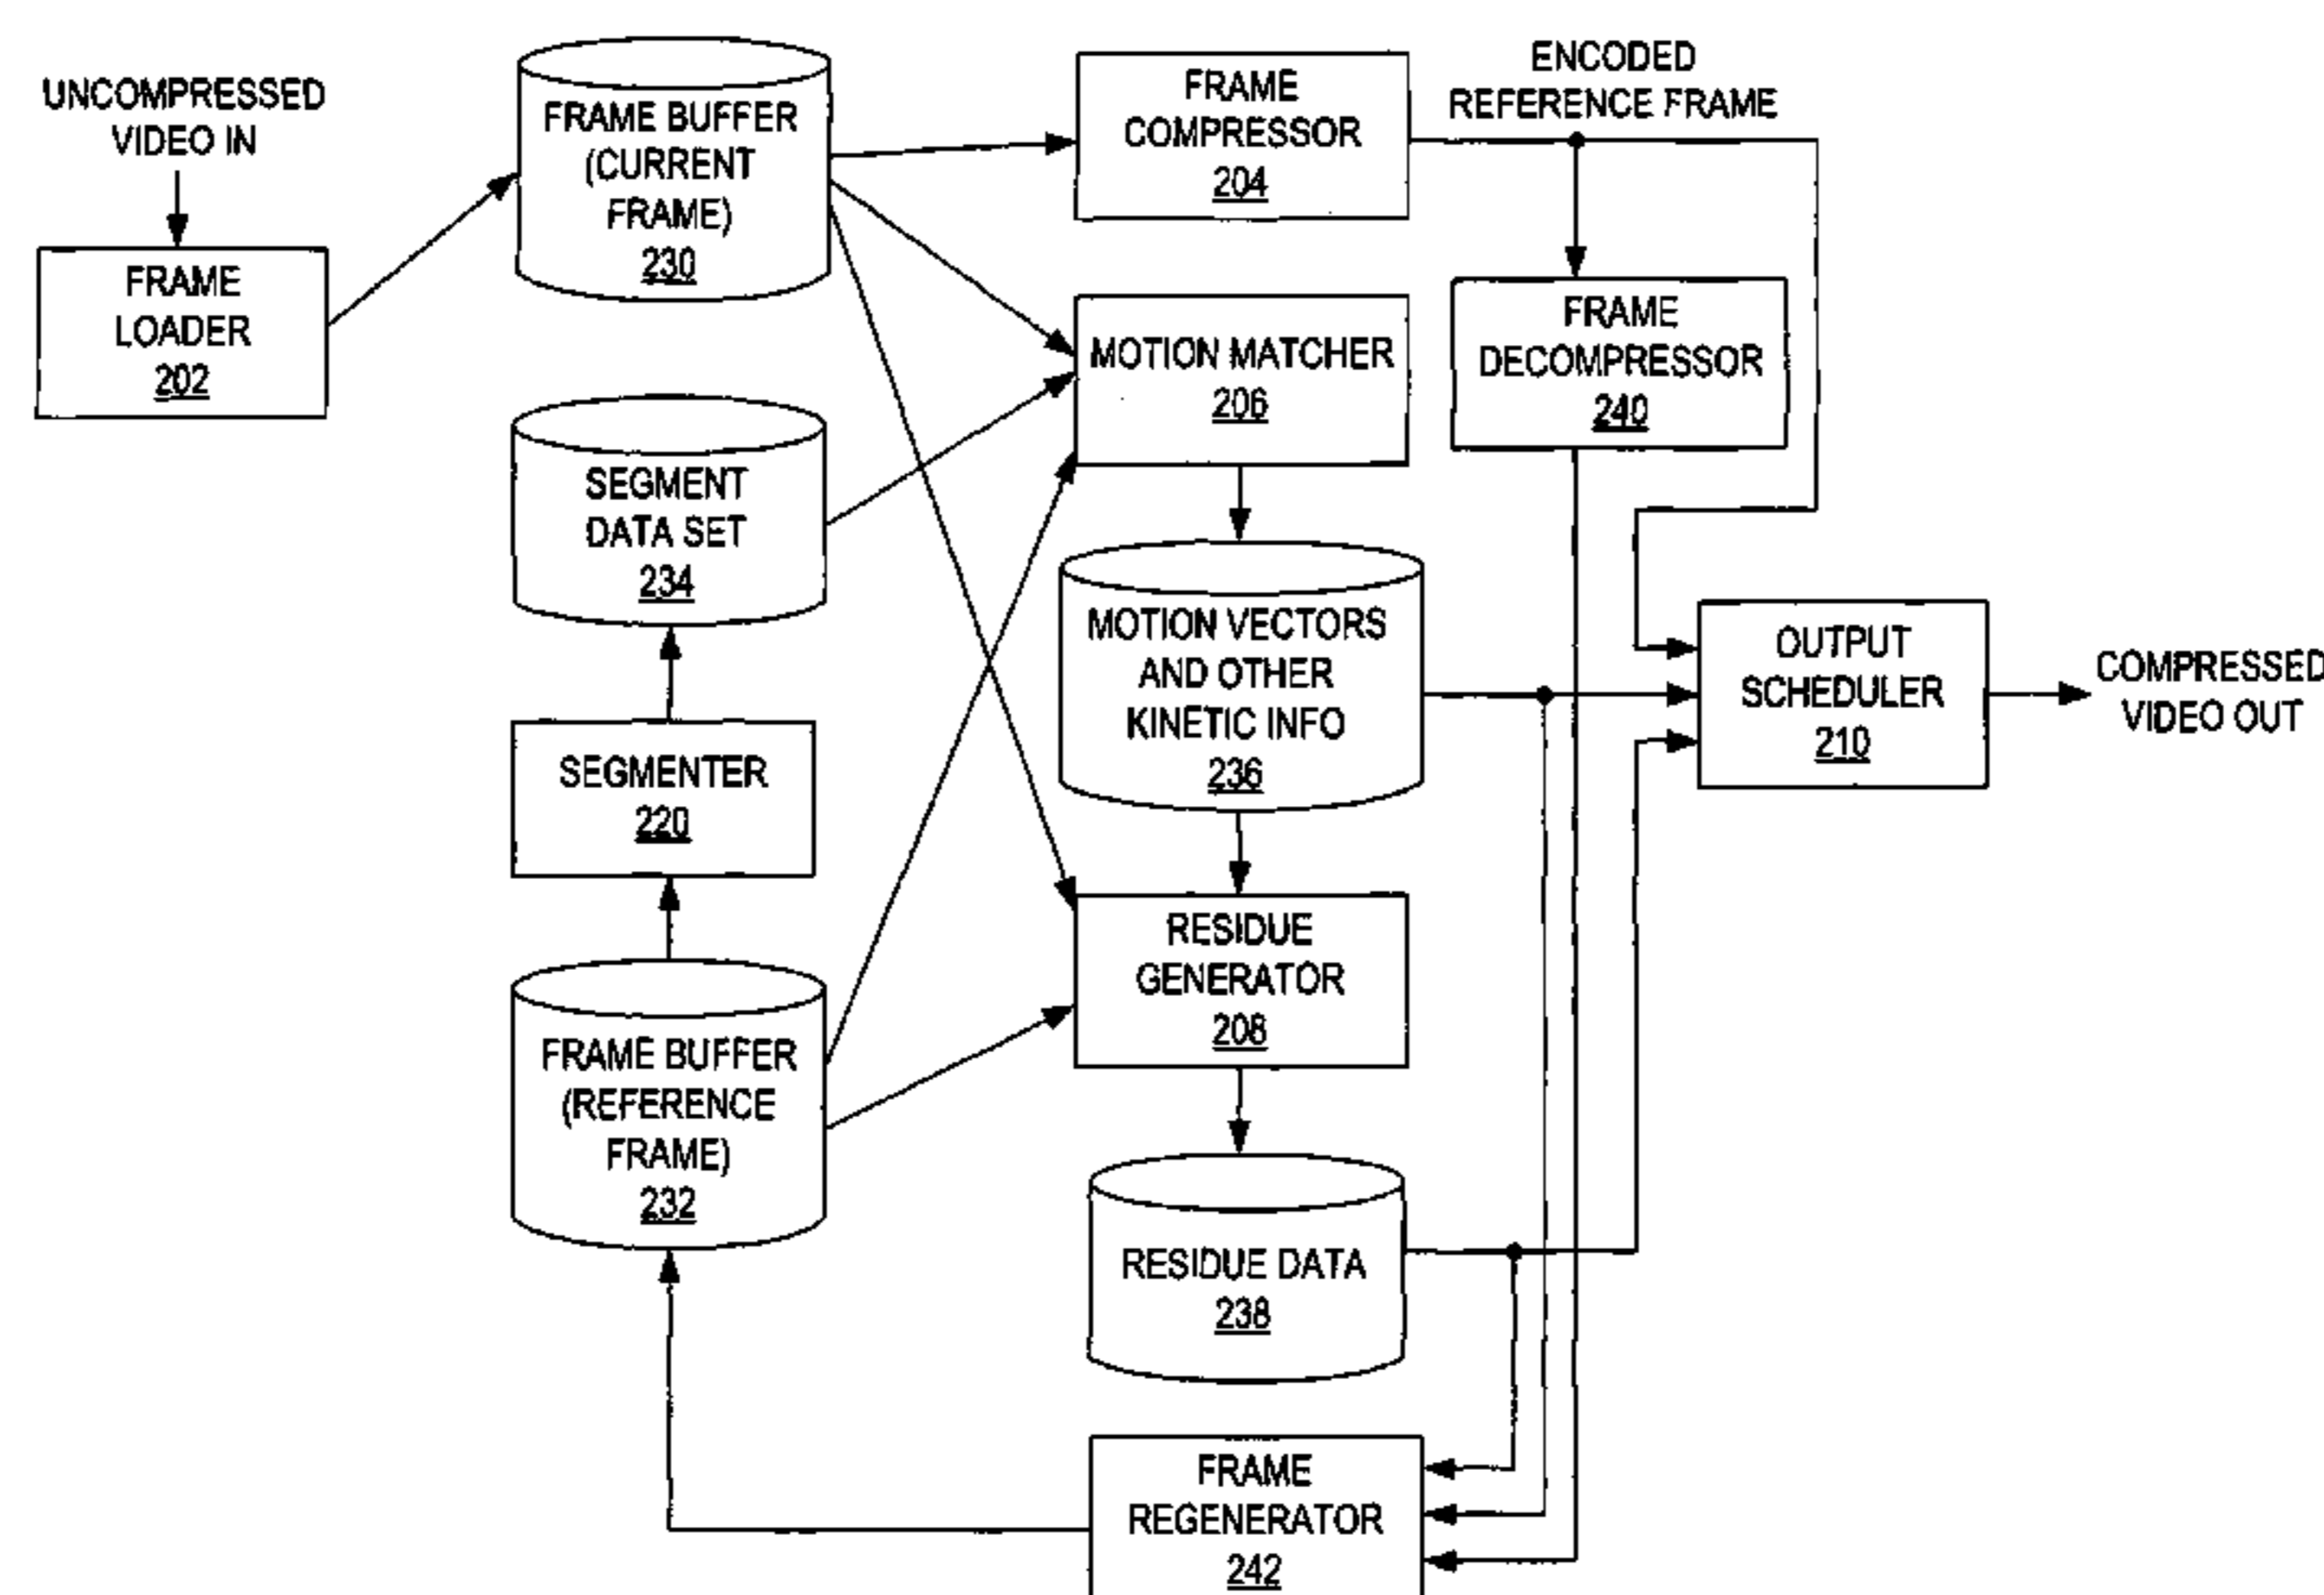 UNCOMPRESSED
VIDEO IN
FRAME
LOADER
202
FRAME BUFFER
(CURRENT
FRAME)
230
FRAME
COMPRESSOR
204
ENCODED
REFERENCE FRAME
FRAME
DECOMPRESSOR
240
MOTION MATCHER
206
SEGMENT
DATA SET
234
MOTION VECTORS
AND OTHER
KINETIC INFO
236
OUTPUT
SCHEDULER
210
COMPRESSED
VIDEO OUT
SEGMENTER
220
RESIDUE
GENERATOR
208
FRAME BUFFER
(REFERENCE
FRAME)
232
RESIDUE DATA
238
FRAME
REGENERATOR
242